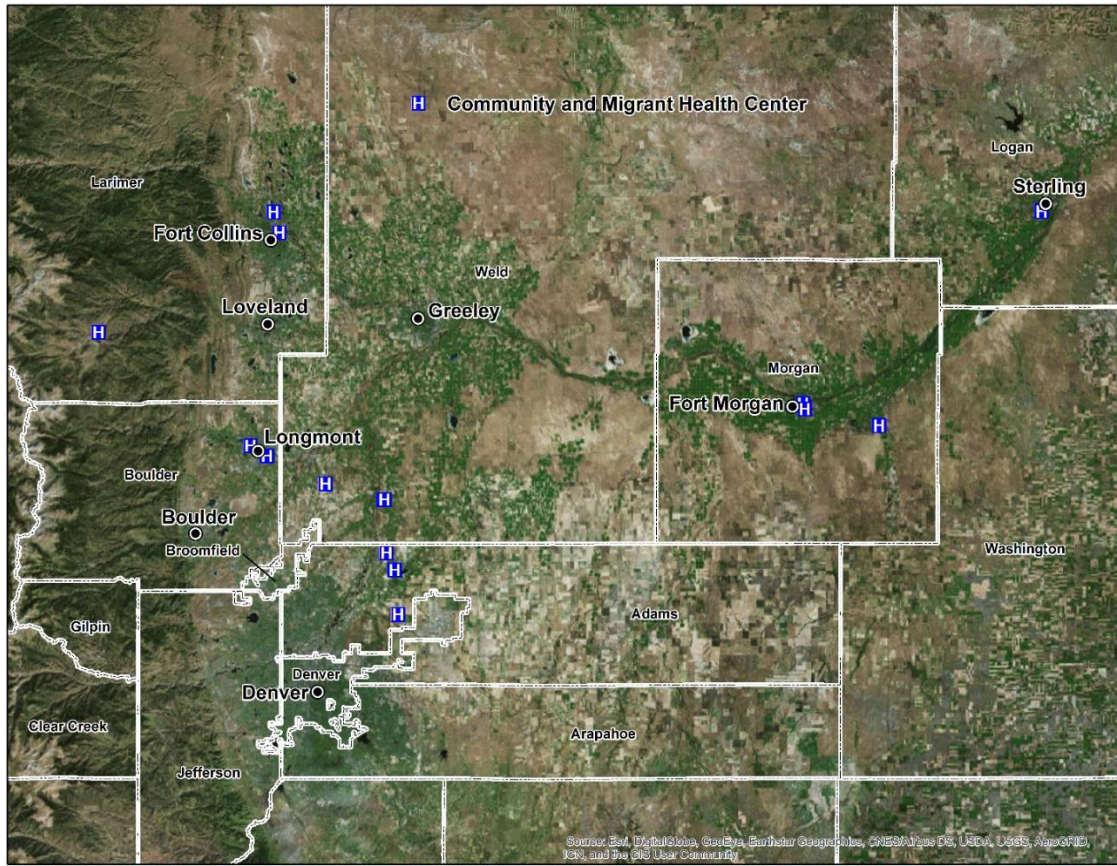 H Community and Migrant Health Center
Logan
Larimer
Sterling
H
H
Fort Collins H
Weld
Loveland
Greeley
H
Morgan
Fort Morgan H
H
H
H Longmont
H
Boulder
H
H
Boulder
Broomfield
H
Washington
H
Adams
H
Gilpin
Denver
Denver
Clear Creek
Arapahoe
Jefferson
Source: Esri, DigitalGlobe, GeoEye, Earthstar Geographics, CNES/Airbus DS, USDA, USGS, AeroGRID,
IGN, and the GIS User Community